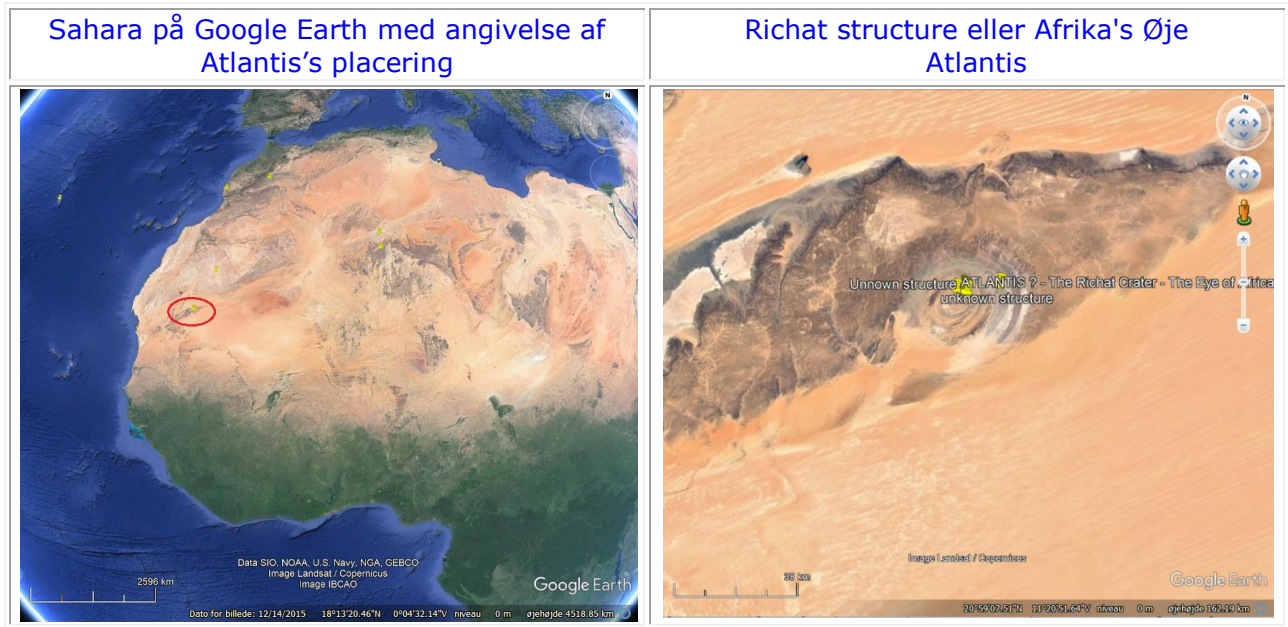 Sahara på Google Earth med angivelse af
Atlantis’s placering
Richat structure eller Afrika's Øje
Atlantis
N
Data SIO, NOAA, U.S. Navy, NGA, GEBCO
Image Landsat / Copernicus
Image IBCAO
2596 km
Google Earth
Dato for billede: 12/14/2015 18°13'20.46"N 0°04'32.14"V niveau 0 m øjehøjde 4518.85 km
N
Unnown structure ATLANTIS ? - The Richat Crater - The Eye of Africa
unknown structure
Image Landsat / Copernicus
38 km
Google Earth
20°59'07.51"N 11°20'51.64"V niveau 0 m øjehøjde 162.19 km